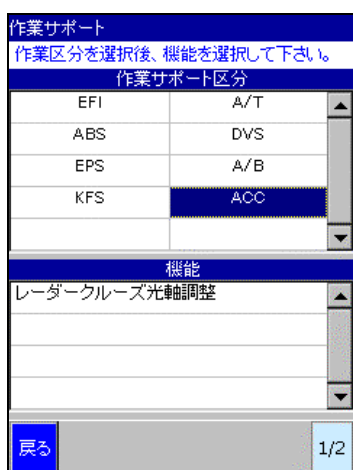 作業サポート
作業区分を選択後、機能を選択して下さい。
作業サポート区分
EFI A/T
ABS DVS
EPS A/B
KFS ACC
機能
レーダークルーズ光軸調整
戻る 1/2